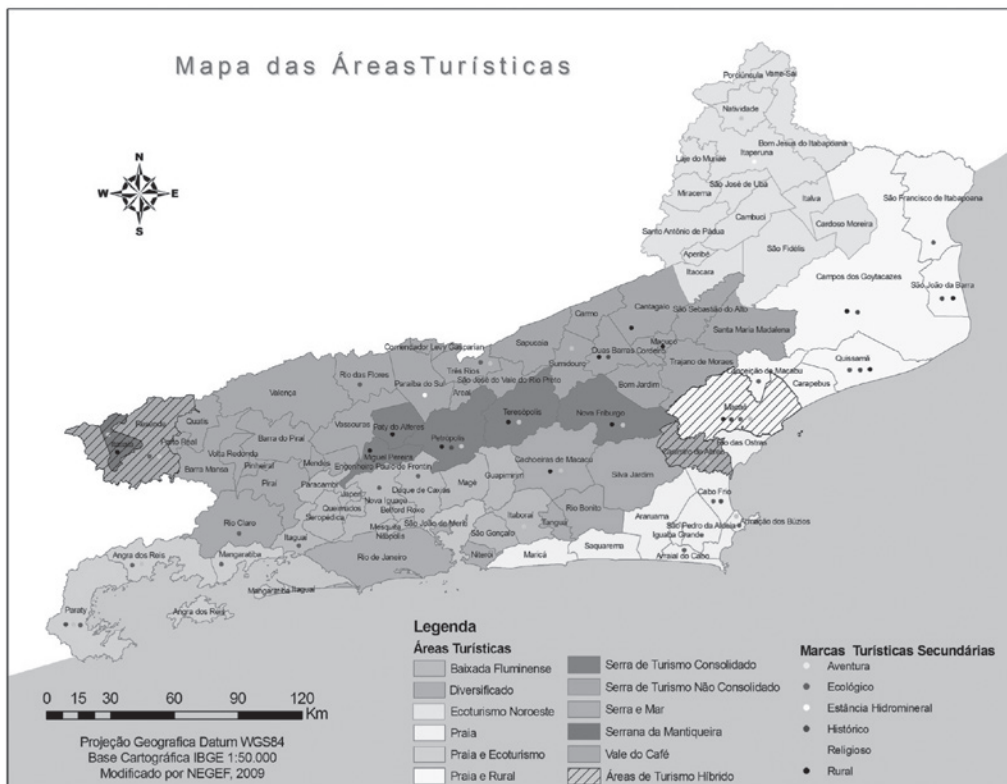 Mapa das ÁreasTurísticas
N
W E
S
Porciúncula
Varre-Sai
Natividade
Bom Jesus do Itabapoana
Laje do Muriaé
Itaperuna
São José de Ubá
Miracema
Italva
São Francisco de Itabapoana
Cambuci
Cardoso Moreira
Santo Antônio de Pádua
São Fidélis
Aperibé
Itaocara
Campos dos Goytacazes
São João da Barra
Cantagalo
São Sebastião do Alto
Carmo
Santa Maria Madalena
Sapucaia
Macuco
Comendador Levy Gasparian
Sumidouro
Duas Barras
Cordeiro
Trajano de Moraes
Quissamã
Rio das Flores
Três Rios
São José do Vale do Rio Preto
Conceição de Macabu
Paraíba do Sul
Areal
Bom Jardim
Carapebus
Valença
Teresópolis
Nova Friburgo
Macaé
Vassouras
Paty do Alferes
Resende
Quatis
Petrópolis
Rio das Ostras
Itatiaia
Porto Real
Barra do Piraí
Miguel Pereira
Casimiro de Abreu
Volta Redonda
Engenheiro Paulo de Frontin
Cachoeiras de Macacu
Barra Mansa
Pinheiral
Mendes
Guapimirim
Silva Jardim
Piraí
Paracambi
Magé
Japeri
Duque de Caxias
Cabo Frio
Nova Iguaçu
Queimados
Belford Roxo
Itaboraí
Rio Bonito
Araruama
Seropédica
São João de Meriti
Tanguá
São Pedro da Aldeia
Armação dos Búzios
Rio Claro
Mesquita
São Gonçalo
Iguaba Grande
Nilópolis
Itaguaí
Niterói
Maricá
Saquarema
Arraial do Cabo
Angra dos Reis
Mangaratiba
Rio de Janeiro
Mangaratiba
Itaguaí
Paraty
Angra dos Reis
Legenda
Áreas Turísticas
Baixada Fluminense
Diversificado
Ecoturismo Noroeste
Praia
Praia e Ecoturismo
Praia e Rural
Serra de Turismo Consolidado
Serra de Turismo Não Consolidado
Serra e Mar
Serrana da Mantiqueira
Vale do Café
Áreas de Turismo Híbrido
Marcas Turísticas Secundárias
Aventura
Ecológico
Estância Hidromineral
Histórico
Religioso
Rural
0 15 30 60 90 120
Km
Projeção Geografica Datum WGS84
Base Cartográfica IBGE 1:50.000
Modificado por NEGEF, 2009